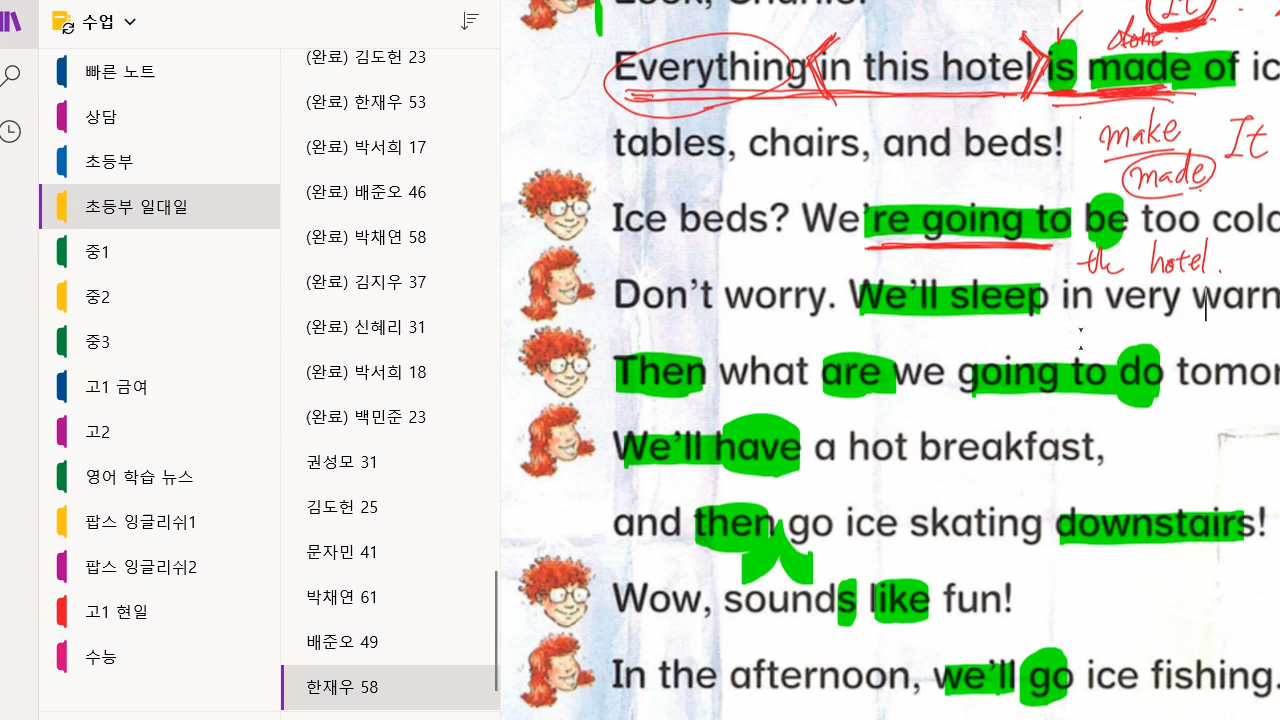 수업
빠른 노트
상담
초등부
초등부 일대일
중1
중2
중3
고1 금여
고2
영어 학습 뉴스
팝스 잉글리쉬1
팝스 잉글리쉬2
고1 현일
수능
(완료) 김도헌 23
(완료) 한재우 53
(완료) 박서희 17
(완료) 배준오 46
(완료) 박채연 58
(완료) 김지우 37
(완료) 신혜리 31
(완료) 박서희 18
(완료) 백민준 23
권성모 31
김도헌 25
문자민 41
박채연 61
배준오 49
한재우 58
It
Everything in this hotel is made of ic
tables, chairs, and beds!
make It
made
Ice beds? We're going to be too cold
the hotel.
Don't worry. We'll sleep in very warm
Then what are we going to do tomor
We'll have a hot breakfast,
and then go ice skating downstairs!
Wow, sounds like fun!
In the afternoon, we'll go ice fishing.